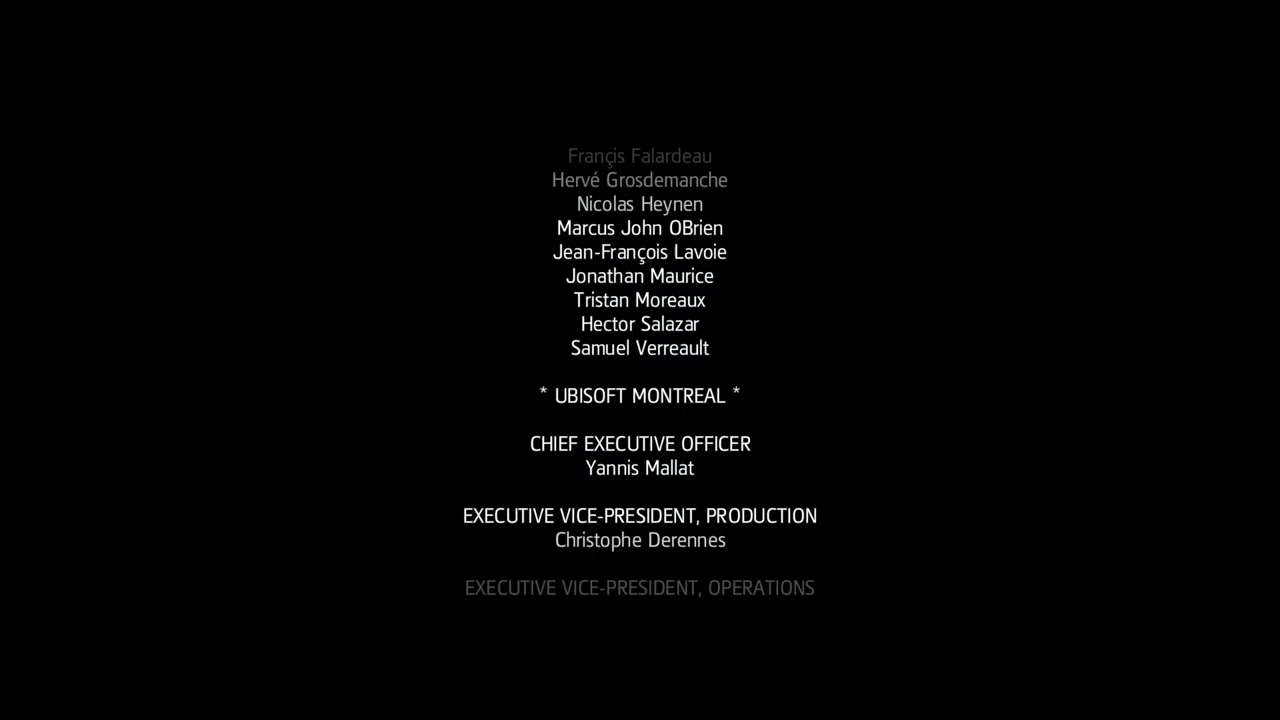 Françis Falardeau
Hervé Grosdemanche
Nicolas Heynen
Marcus John OBrien
Jean-François Lavoie
Jonathan Maurice
Tristan Moreaux
Hector Salazar
Samuel Verreault
* UBISOFT MONTREAL *
CHIEF EXECUTIVE OFFICER
Yannis Mallat
EXECUTIVE VICE-PRESIDENT, PRODUCTION
Christophe Derennes
EXECUTIVE VICE-PRESIDENT, OPERATIONS